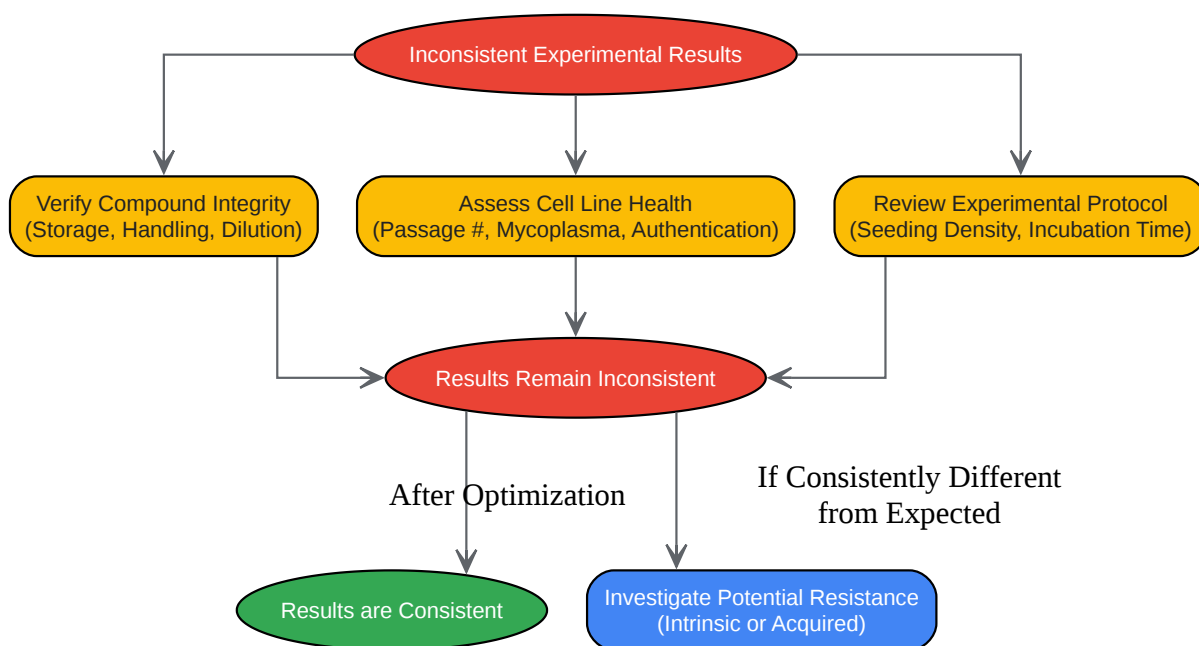 Inconsistent Experimental Results
Verify Compound Integrity
(Storage, Handling, Dilution)
Assess Cell Line Health
(Passage #, Mycoplasma, Authentication)
Review Experimental Protocol
(Seeding Density, Incubation Time)
Results Remain Inconsistent
After Optimization
If Consistently Different
from Expected
Results are Consistent
Investigate Potential Resistance
(Intrinsic or Acquired)